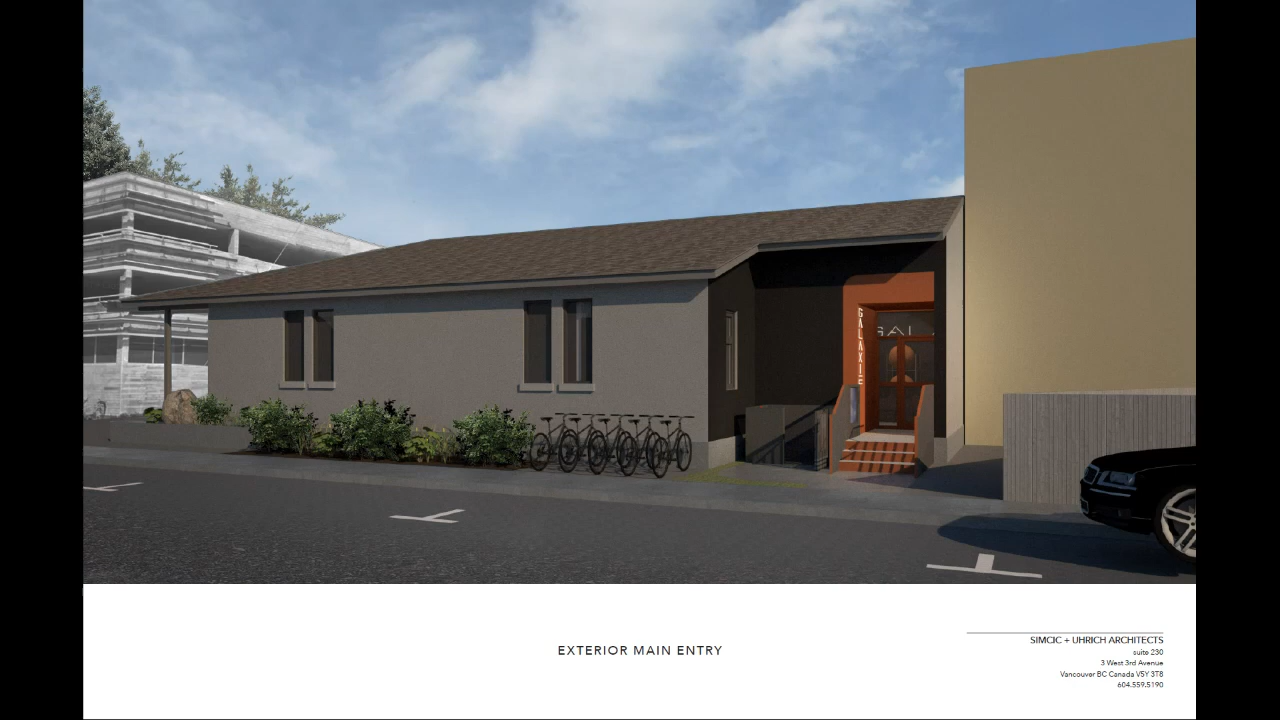 GALAXIE
GAL
EXTERIOR MAIN ENTRY
SIMCIC + UHRICH ARCHITECTS
suite 230
3 West 3rd Avenue
Vancouver BC Canada V5Y 3T8
604.559.5190